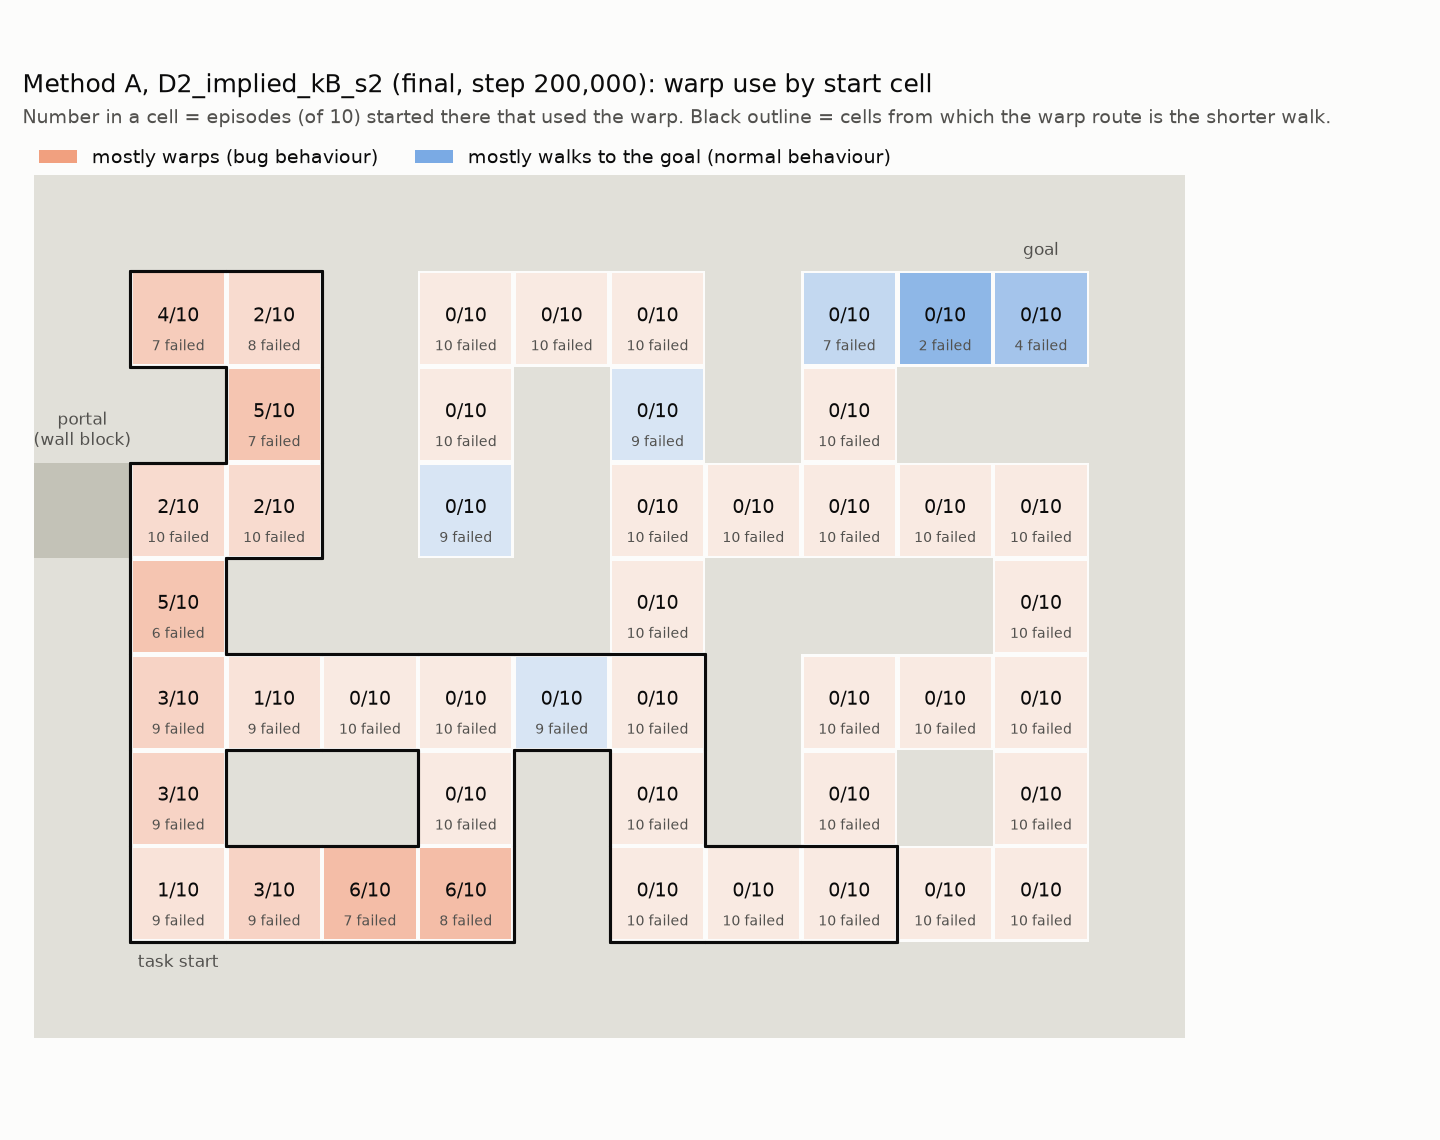 Method A, D2_implied_kB_s2 (final, step 200,000): warp use by start cell
Number in a cell = episodes (of 10) started there that used the warp. Black outline = cells from which the warp route is the shorter walk.
mostly warps (bug behaviour) mostly walks to the goal (normal behaviour)
goal
4/10 2/10 0/10 0/10 0/10 0/10 0/10 0/10
7 failed 8 failed 10 failed 10 failed 10 failed 7 failed 2 failed 4 failed
portal
(wall block)
5/10 0/10 0/10 0/10
7 failed 10 failed 9 failed 10 failed
2/10 2/10 0/10 0/10 0/10 0/10 0/10 0/10
10 failed 10 failed 9 failed 10 failed 10 failed 10 failed 10 failed 10 failed
5/10 0/10 0/10
6 failed 10 failed 10 failed
3/10 1/10 0/10 0/10 0/10 0/10 0/10 0/10 0/10
9 failed 9 failed 10 failed 10 failed 9 failed 10 failed 10 failed 10 failed 10 failed
3/10 0/10 0/10 0/10 0/10
9 failed 10 failed 10 failed 10 failed 10 failed
1/10 3/10 6/10 6/10 0/10 0/10 0/10 0/10 0/10
9 failed 9 failed 7 failed 8 failed 10 failed 10 failed 10 failed 10 failed 10 failed
task start